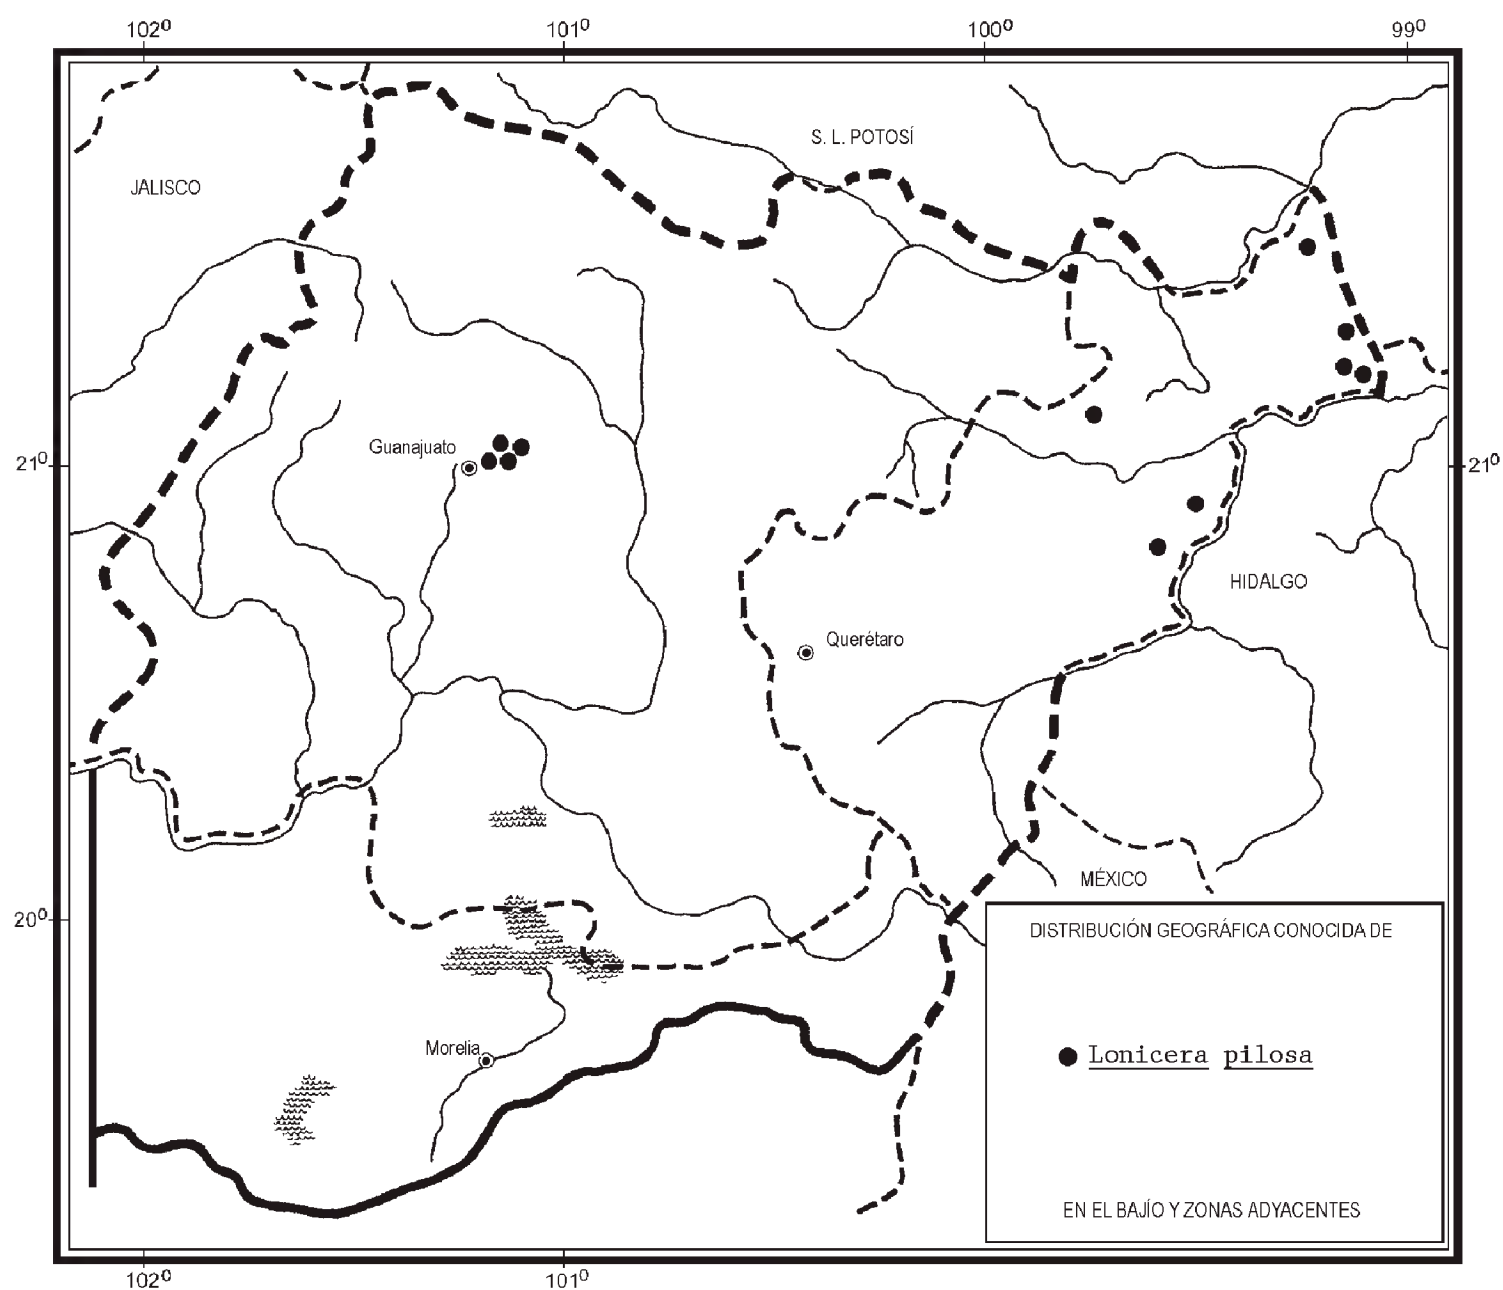 102⁰ 101⁰ 100⁰ 99⁰
S. L. POTOSÍ
JALISCO
Guanajuato
21⁰ 21⁰
HIDALGO
Querétaro
MÉXICO
20⁰
DISTRIBUCIÓN GEOGRÁFICA CONOCIDA DE
Morelia
Lonicera pilosa
EN EL BAJÍO Y ZONAS ADYACENTES
102⁰ 101⁰